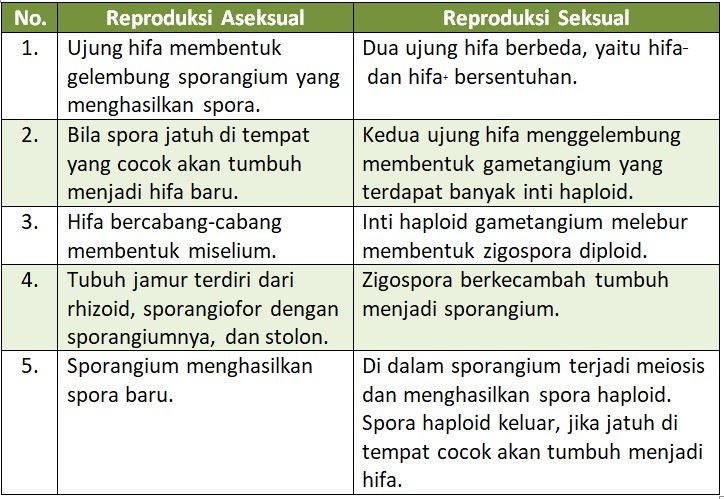 No. Reproduksi Aseksual Reproduksi Seksual
1. Ujung hifa membentuk
gelembung sporangium yang
menghasilkan spora.
Dua ujung hifa berbeda, yaitu hifa-
dan hifa+ bersentuhan.
2. Bila spora jatuh di tempat
yang cocok akan tumbuh
menjadi hifa baru.
Kedua ujung hifa menggelembung
membentuk gametangium yang
terdapat banyak inti haploid.
3. Hifa bercabang-cabang
membentuk miselium.
Inti haploid gametangium melebur
membentuk zigospora diploid.
4. Tubuh jamur terdiri dari
rhizoid, sporangiofor dengan
sporangiumnya, dan stolon.
Zigospora berkecambah tumbuh
menjadi sporangium.
5. Sporangium menghasilkan
spora baru.
Di dalam sporangium terjadi meiosis
dan menghasilkan spora haploid.
Spora haploid keluar, jika jatuh di
tempat cocok akan tumbuh menjadi
hifa.